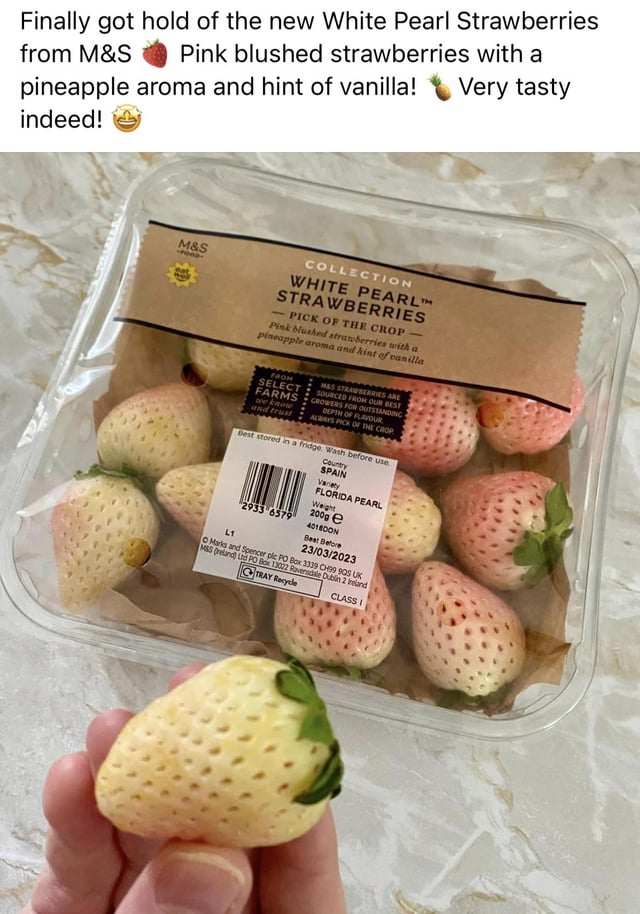 Finally got hold of the new White Pearl Strawberries
from M&S 🍓 Pink blushed strawberries with a
pineapple aroma and hint of vanilla! 🍍 Very tasty
indeed! 🤩
M&S
-FOOD-
eat
well
COLLECTION
WHITE PEARL™
STRAWBERRIES
— PICK OF THE CROP —
Pink blushed strawberries with a
pineapple aroma and hint of vanilla
FROM
SELECT
FARMS
we know
and trust
M&S STRAWBERRIES ARE
SOURCED FROM OUR BEST
GROWERS FOR OUTSTANDING
DEPTH OF FLAVOUR.
ALWAYS PICK OF THE CROP.
Best stored in a fridge. Wash before use.
Country
SPAIN
Variety
FLORIDA PEARL
Weight
200g e
4016DON
Best Before
23/03/2023
2933 6579
L1
© Marks and Spencer plc PO Box 3339 CH99 9QS UK
M&S (Ireland) Ltd PO Box 13022 Ravensdale Dublin 2 Ireland
TRAY Recycle
CLASS I